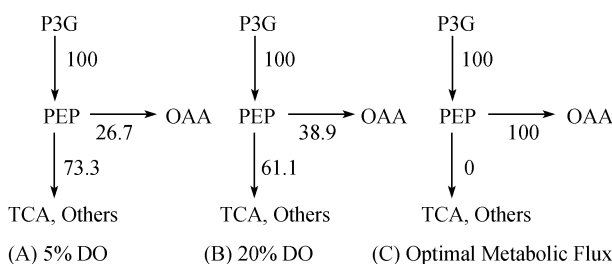 P3G P3G P3G
100 100 100
PEP OAA PEP OAA PEP OAA
26.7 38.9 100
73.3 61.1 0
TCA, Others TCA, Others TCA, Others
(A) 5% DO (B) 20% DO (C) Optimal Metabolic Flux